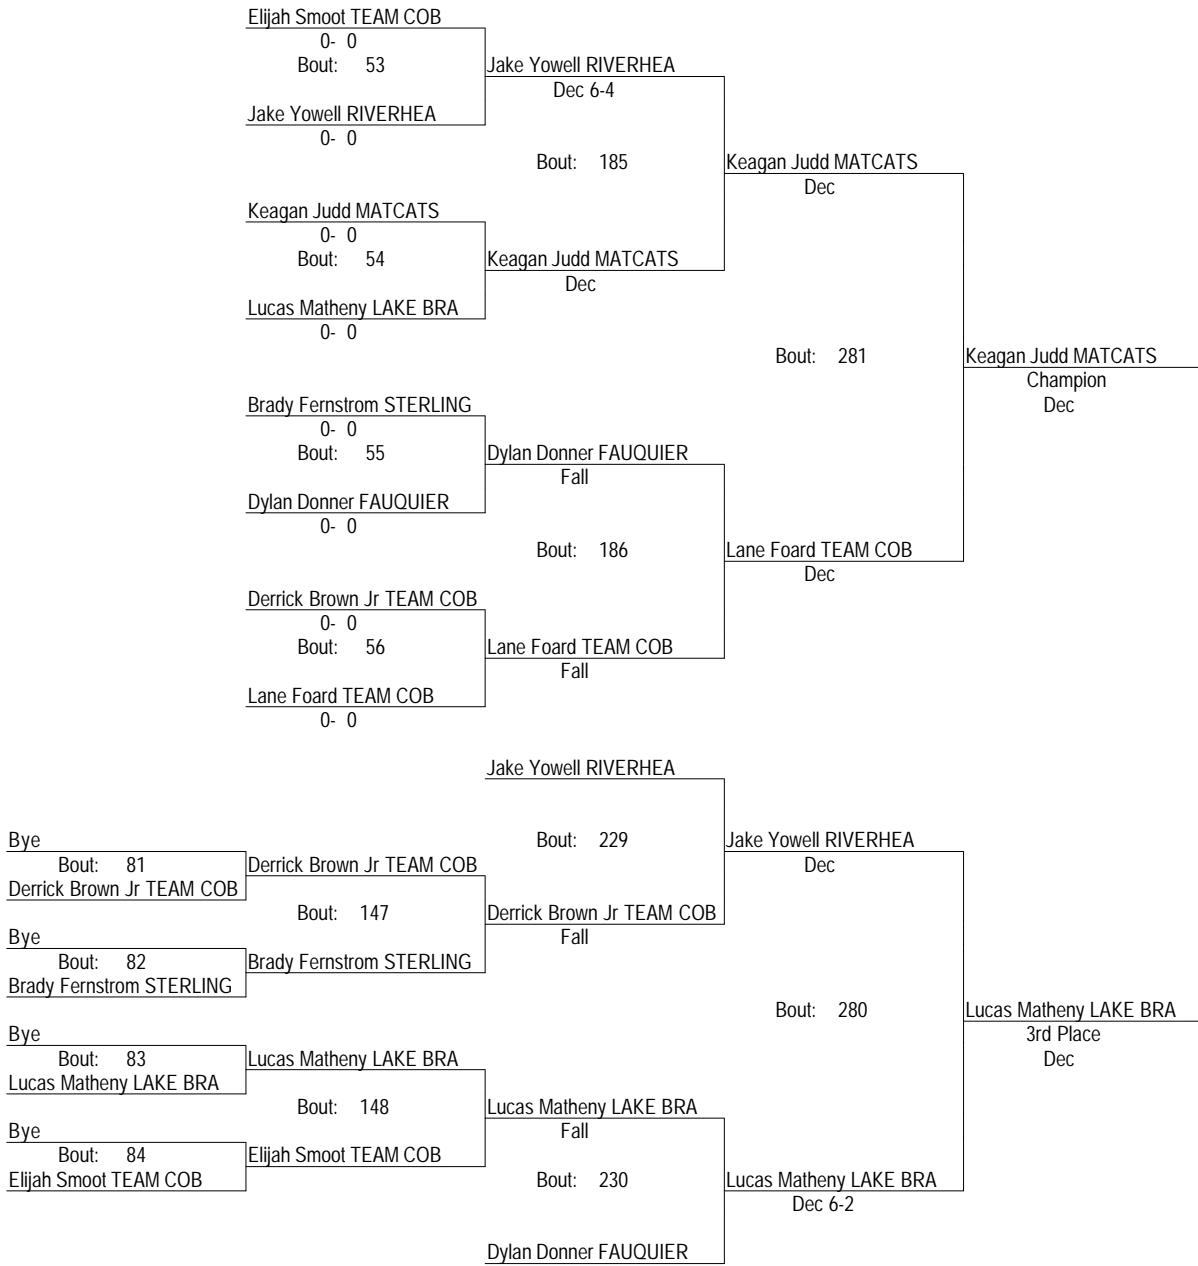 Elijah Smoot TEAM COB
0- 0
Bout: 53
Jake Yowell RIVERHEA
Dec 6-4
Jake Yowell RIVERHEA
0- 0
Bout: 185
Keagan Judd MATCATS
Dec
Keagan Judd MATCATS
0- 0
Bout: 54
Keagan Judd MATCATS
Dec
Lucas Matheny LAKE BRA
0- 0
Bout: 281
Keagan Judd MATCATS
Champion
Dec
Brady Fernstrom STERLING
0- 0
Bout: 55
Dylan Donner FAUQUIER
Fall
Dylan Donner FAUQUIER
0- 0
Bout: 186
Lane Foard TEAM COB
Dec
Derrick Brown Jr TEAM COB
0- 0
Bout: 56
Lane Foard TEAM COB
Fall
Lane Foard TEAM COB
0- 0
Jake Yowell RIVERHEA
Bout: 229
Jake Yowell RIVERHEA
Dec
Bye
Bout: 81
Derrick Brown Jr TEAM COB
Derrick Brown Jr TEAM COB
Bout: 147
Derrick Brown Jr TEAM COB
Fall
Bye
Bout: 82
Brady Fernstrom STERLING
Brady Fernstrom STERLING
Bout: 280
Lucas Matheny LAKE BRA
3rd Place
Dec
Bye
Bout: 83
Lucas Matheny LAKE BRA
Lucas Matheny LAKE BRA
Bout: 148
Lucas Matheny LAKE BRA
Fall
Bye
Bout: 84
Elijah Smoot TEAM COB
Elijah Smoot TEAM COB
Bout: 230
Lucas Matheny LAKE BRA
Dec 6-2
Dylan Donner FAUQUIER